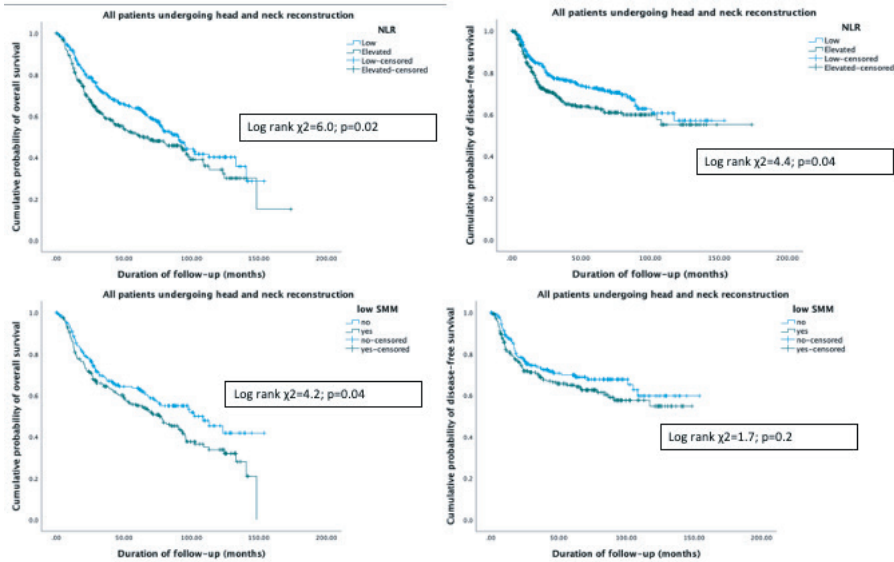 All patients undergoing head and neck reconstruction
NLR
Low
Elevated
Low-censored
Elevated-censored
Log rank χ2=6.0; p=0.02
Cumulative probability of overall survival
1.0
0.8
0.6
0.4
0.2
0.0
.00
50.00
100.00
150.00
200.00
Duration of follow-up (months)
All patients undergoing head and neck reconstruction
NLR
Low
Elevated
Low-censored
Elevated-censored
Log rank χ2=4.4; p=0.04
Cumulative probability of disease-free survival
1.0
0.8
0.6
0.4
0.2
0.0
.00
50.00
100.00
150.00
200.00
Duration of follow-up (months)
All patients undergoing head and neck reconstruction
low SMM
no
yes
no-censored
yes-censored
Log rank χ2=4.2; p=0.04
Cumulative probability of overall survival
1.0
0.8
0.6
0.4
0.2
0.0
.00
50.00
100.00
150.00
200.00
Duration of follow-up (months)
All patients undergoing head and neck reconstruction
low SMM
no
yes
no-censored
yes-censored
Log rank χ2=1.7; p=0.2
Cumulative probability of disease-free survival
1.0
0.8
0.6
0.4
0.2
0.0
.00
50.00
100.00
150.00
200.00
Duration of follow-up (months)